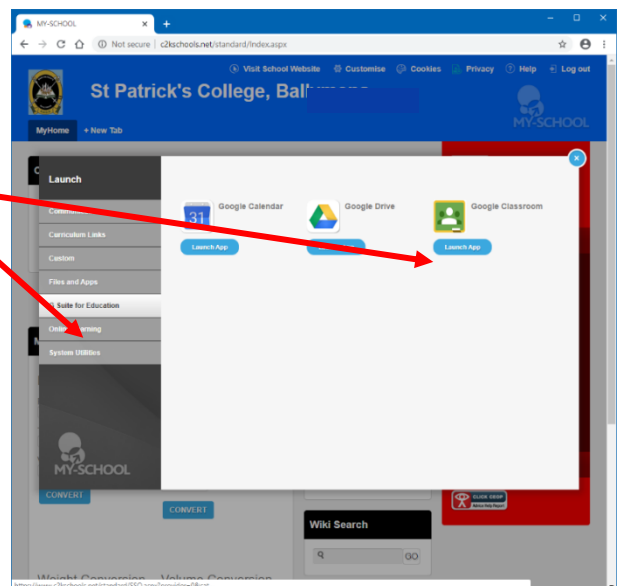 MY-SCHOOL
Not secure | c2kschools.net/standard/Index.aspx
Visit School Website Customise Cookies Privacy Help Log out
St Patrick's College,
MY-SCHOOL
MyHome + New Tab
Launch
31 Google Calendar Google Drive Google Classroom
Launch App Launch App
Curriculum Links
Custom
Files and Apps
Suite for Education
Online
System Utilities
MY-SCHOOL
CONVERT
CONVERT
CLICK CEOP
Wiki Search
GO
Weight Conversion Volume Conversion